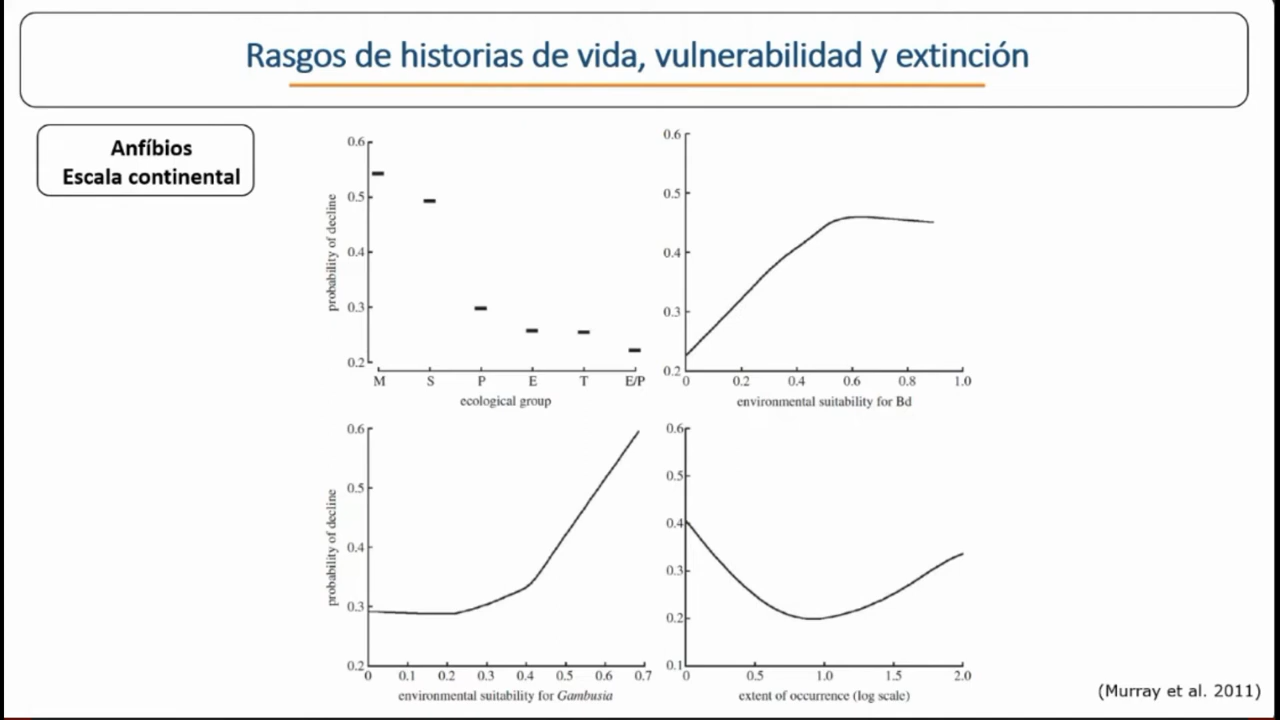 Rasgos de historias de vida, vulnerabilidad y extinción
Anfíbios
Escala continental
0.6
0.5
0.4
0.3
0.2
probability of decline
M S P E T E/P
ecological group
0.6
0.5
0.4
0.3
0.2
0 0.2 0.4 0.6 0.8 1.0
environmental suitability for Bd
0.6
0.5
0.4
0.3
0.2
probability of decline
0 0.1 0.2 0.3 0.4 0.5 0.6 0.7
environmental suitability for Gambusia
0.6
0.5
0.4
0.3
0.2
0.1
0 0.5 1.0 1.5 2.0
extent of occurrence (log scale)
(Murray et al. 2011)